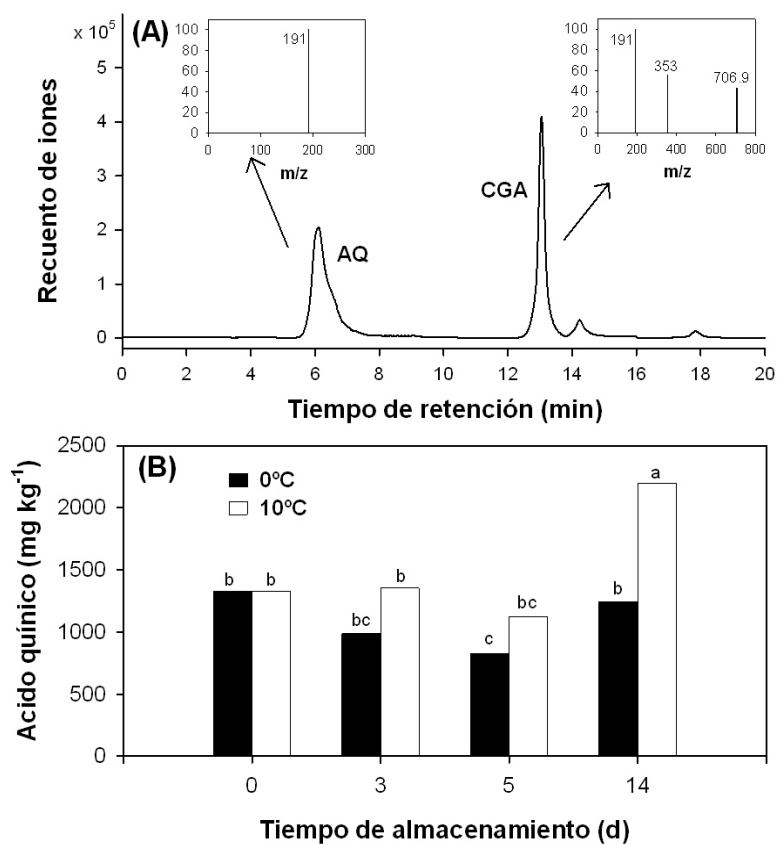 (A)
x 10⁵
Recuento de iones
5
4
3
2
1
0
0 2 4 6 8 10 12 14 16 18 20
Tiempo de retención (min)
AQ
CGA
100
80
60
40
20
0
191
0 100 200 300
m/z
100
80
60
40
20
0
191
353
706.9
0 200 400 600 800
m/z
(B)
0ºC
10ºC
Acido quínico (mg kg⁻¹)
2500
2000
1500
1000
500
0
b b bc b c bc b a
0 3 5 14
Tiempo de almacenamiento (d)